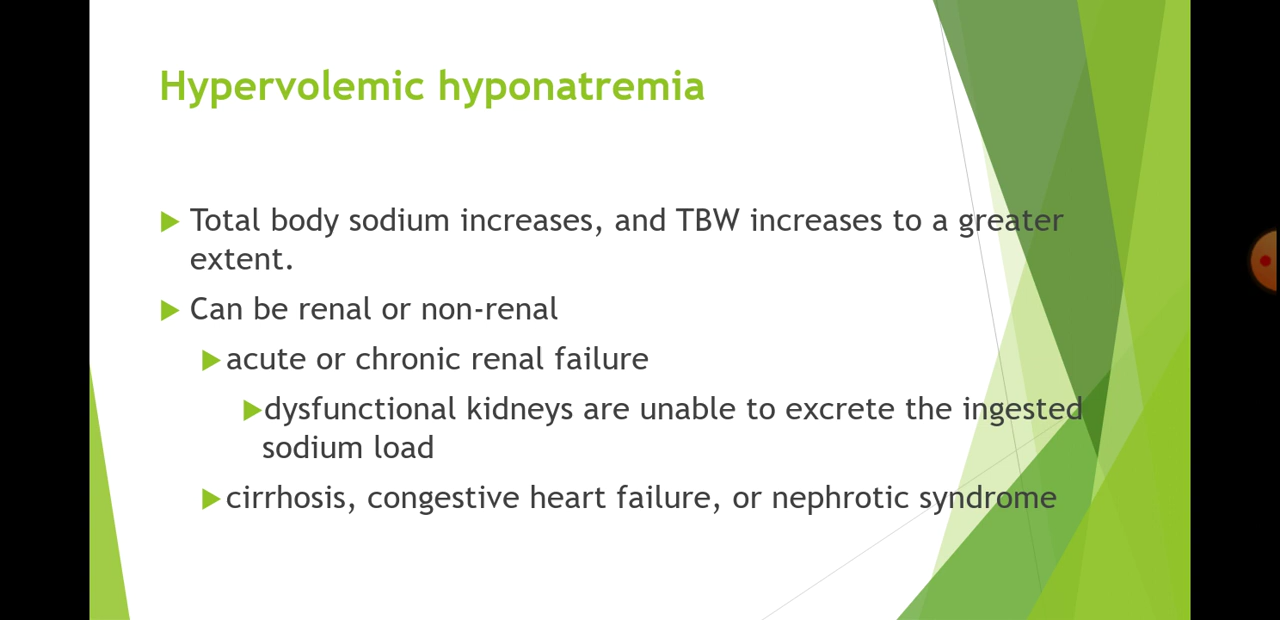 Hypervolemic hyponatremia
Total body sodium increases, and TBW increases to a greater
extent.
Can be renal or non-renal
acute or chronic renal failure
dysfunctional kidneys are unable to excrete the ingested
sodium load
cirrhosis, congestive heart failure, or nephrotic syndrome